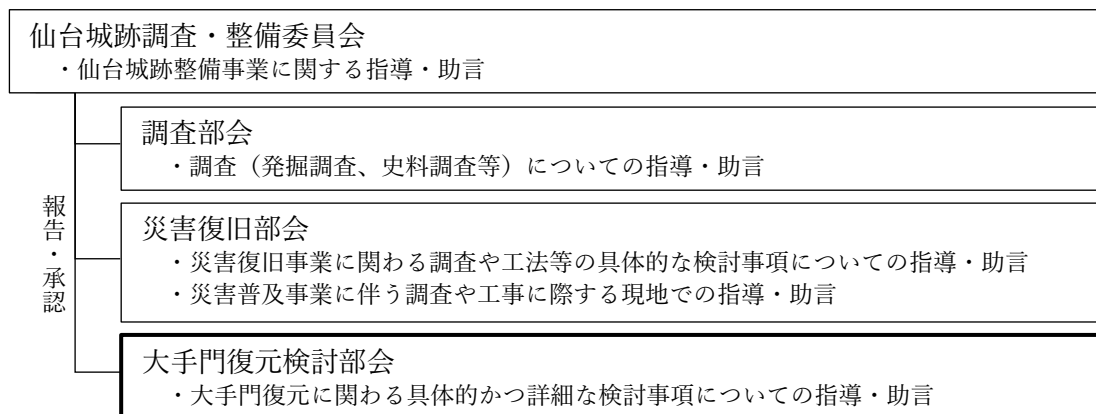 仙台城跡調査・整備委員会
・仙台城跡整備事業に関する指導・助言
調査部会
・調査（発掘調査、史料調査等）についての指導・助言
報告・承認
災害復旧部会
・災害復旧事業に関わる調査や工法等の具体的な検討事項についての指導・助言
・災害普及事業に伴う調査や工事に際する現地での指導・助言
大手門復元検討部会
・大手門復元に関わる具体的かつ詳細な検討事項についての指導・助言